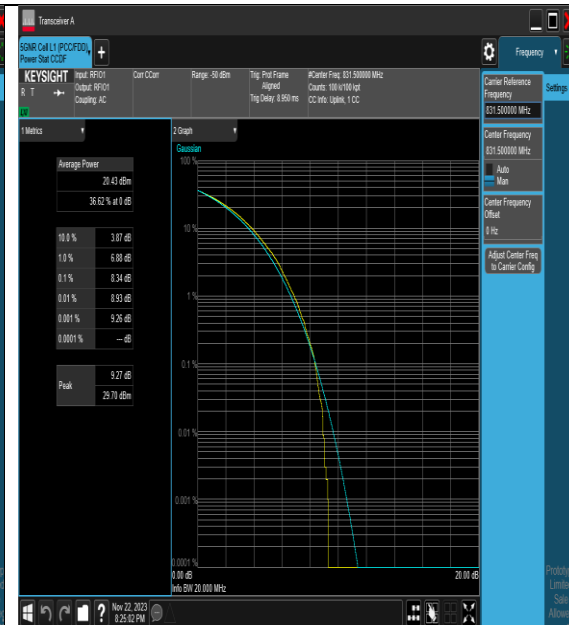 Transceiver A
5GNR Cell L1 (PCC/FDD)
Power Stat CCDF
+
Frequency
KEYSIGHT
R T
LV
Input: RFIO1
Output: RFIO1
Coupling: AC
Corr CCorr
Range: -50 dBm
Trig: Prot Frame
Aligned
Trig Delay: 8.950 ms
#Center Freq: 831.500000 MHz
Counts: 100 k/100 kpt
CC Info: Uplink, 1 CC
Carrier Reference
Frequency
831.500000 MHz
Settings
Center Frequency
831.500000 MHz
Auto
Man
Center Frequency
Offset
0 Hz
Adjust Center Freq
to Carrier Config
1 Metrics
Average Power
20.43 dBm
36.62 % at 0 dB
10.0 % 3.87 dB
1.0 % 6.88 dB
0.1 % 8.34 dB
0.01 % 8.93 dB
0.001 % 9.26 dB
0.0001 % --- dB
Peak
9.27 dB
29.70 dBm
2 Graph
Gaussian
100 %
10 %
1 %
0.1 %
0.01 %
0.001 %
0.0001 %
0.00 dB
20.00 dB
Info BW 20.000 MHz
?
Nov 22, 2023
8:25:02 PM
Limite
Sale
Allowe